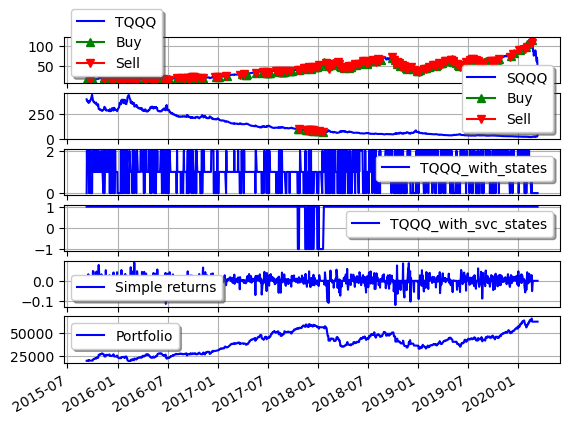 TQQQ
Buy
Sell
100
50
SQQQ
Buy
Sell
250
0
2
0
TQQQ_with_states
1
0
−1
TQQQ_with_svc_states
0.0
−0.1
Simple returns
50000
25000
Portfolio
2015-07
2016-01
2016-07
2017-01
2017-07
2018-01
2018-07
2019-01
2019-07
2020-01